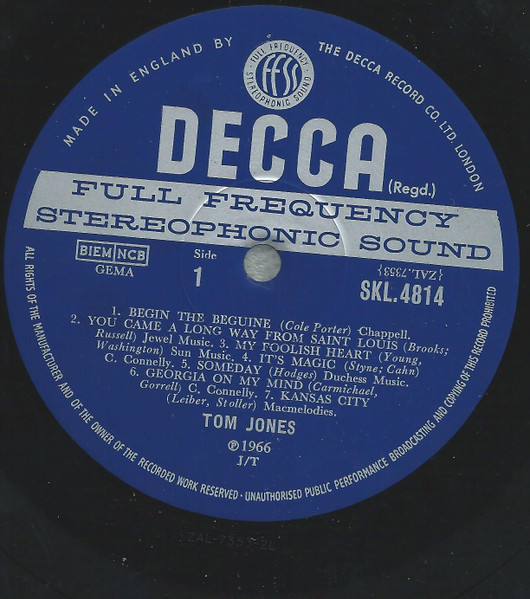 MADE IN ENGLAND BY
THE DECCA RECORD CO. LTD LONDON
FULL FREQUENCY
ffss
STEREOPHONIC SOUND
DECCA
(Regd.)
FULL FREQUENCY
STEREOPHONIC SOUND
BIEM NCB
GEMA
Side
1
{ZAL.7353}
SKL.4814
1. BEGIN THE BEGUINE (Cole Porter) Chappell.
2. YOU CAME A LONG WAY FROM SAINT LOUIS (Brooks;
Russell) Jewel Music. 3. MY FOOLISH HEART (Young,
Washington) Sun Music. 4. IT'S MAGIC (Styne; Cahn)
C. Connelly. 5. SOMEDAY (Hodges) Duchess Music.
6. GEORGIA ON MY MIND (Carmichael,
Gorrell) C. Connelly. 7. KANSAS CITY
(Leiber, Stoller) Macmelodies.
TOM JONES
℗1966
J/T
ALL RIGHTS OF THE MANUFACTURER AND OF THE OWNER OF THE RECORDED WORK RESERVED · UNAUTHORISED PUBLIC PERFORMANCE BROADCASTING AND COPYING OF THIS RECORD PROHIBITED